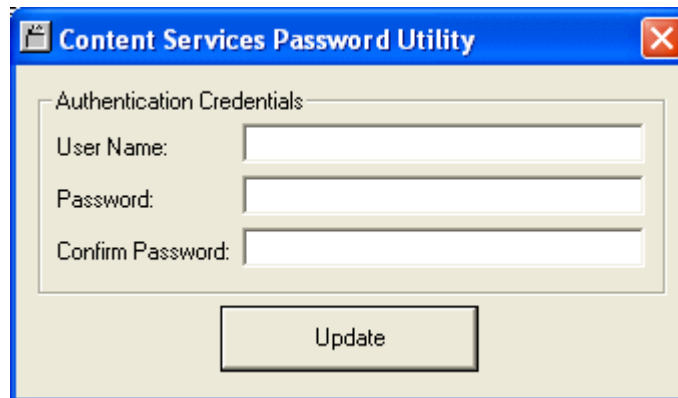 Content Services Password Utility
Authentication Credentials
User Name:
Password:
Confirm Password:
Update